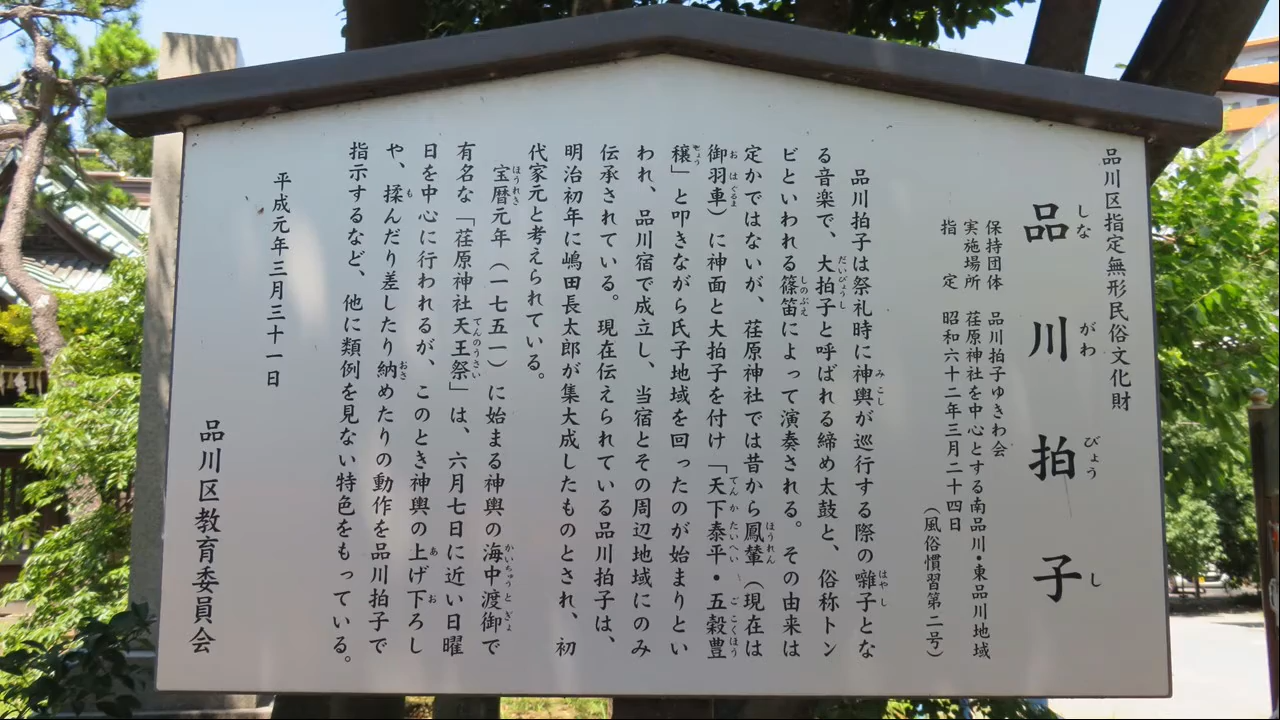 品川区指定無形民俗文化財
品川拍子
しながわびょうし
保持団体 品川拍子ゆきわ会
実施場所 荏原神社を中心とする南品川・東品川地域
指定 昭和六十二年三月二十四日
（風俗慣習第二号）
品川拍子は祭礼時に神輿が巡行する際の囃子とな
る音楽で、大拍子と呼ばれる締め太鼓と、俗称トン
ビといわれる篠笛によって演奏される。その由来は
定かではないが、荏原神社では昔から鳳輦（現在は
御羽車）に神面と大拍子を付け「天下泰平・五穀豊
穣」と叩きながら氏子地域を回ったのが始まりとい
われ、品川宿で成立し、当宿とその周辺地域にのみ
伝承されている。現在伝えられている品川拍子は、
明治初年に嶋田長太郎が集大成したものとされ、初
代家元と考えられている。
宝暦元年（一七五一）に始まる神輿の海中渡御で
有名な「荏原神社天王祭」は、六月七日に近い日曜
日を中心に行われるが、このとき神輿の上げ下ろし
や、揉んだり差したり納めたりの動作を品川拍子で
指示するなど、他に類例を見ない特色をもっている。
平成元年三月三十一日
品川区教育委員会